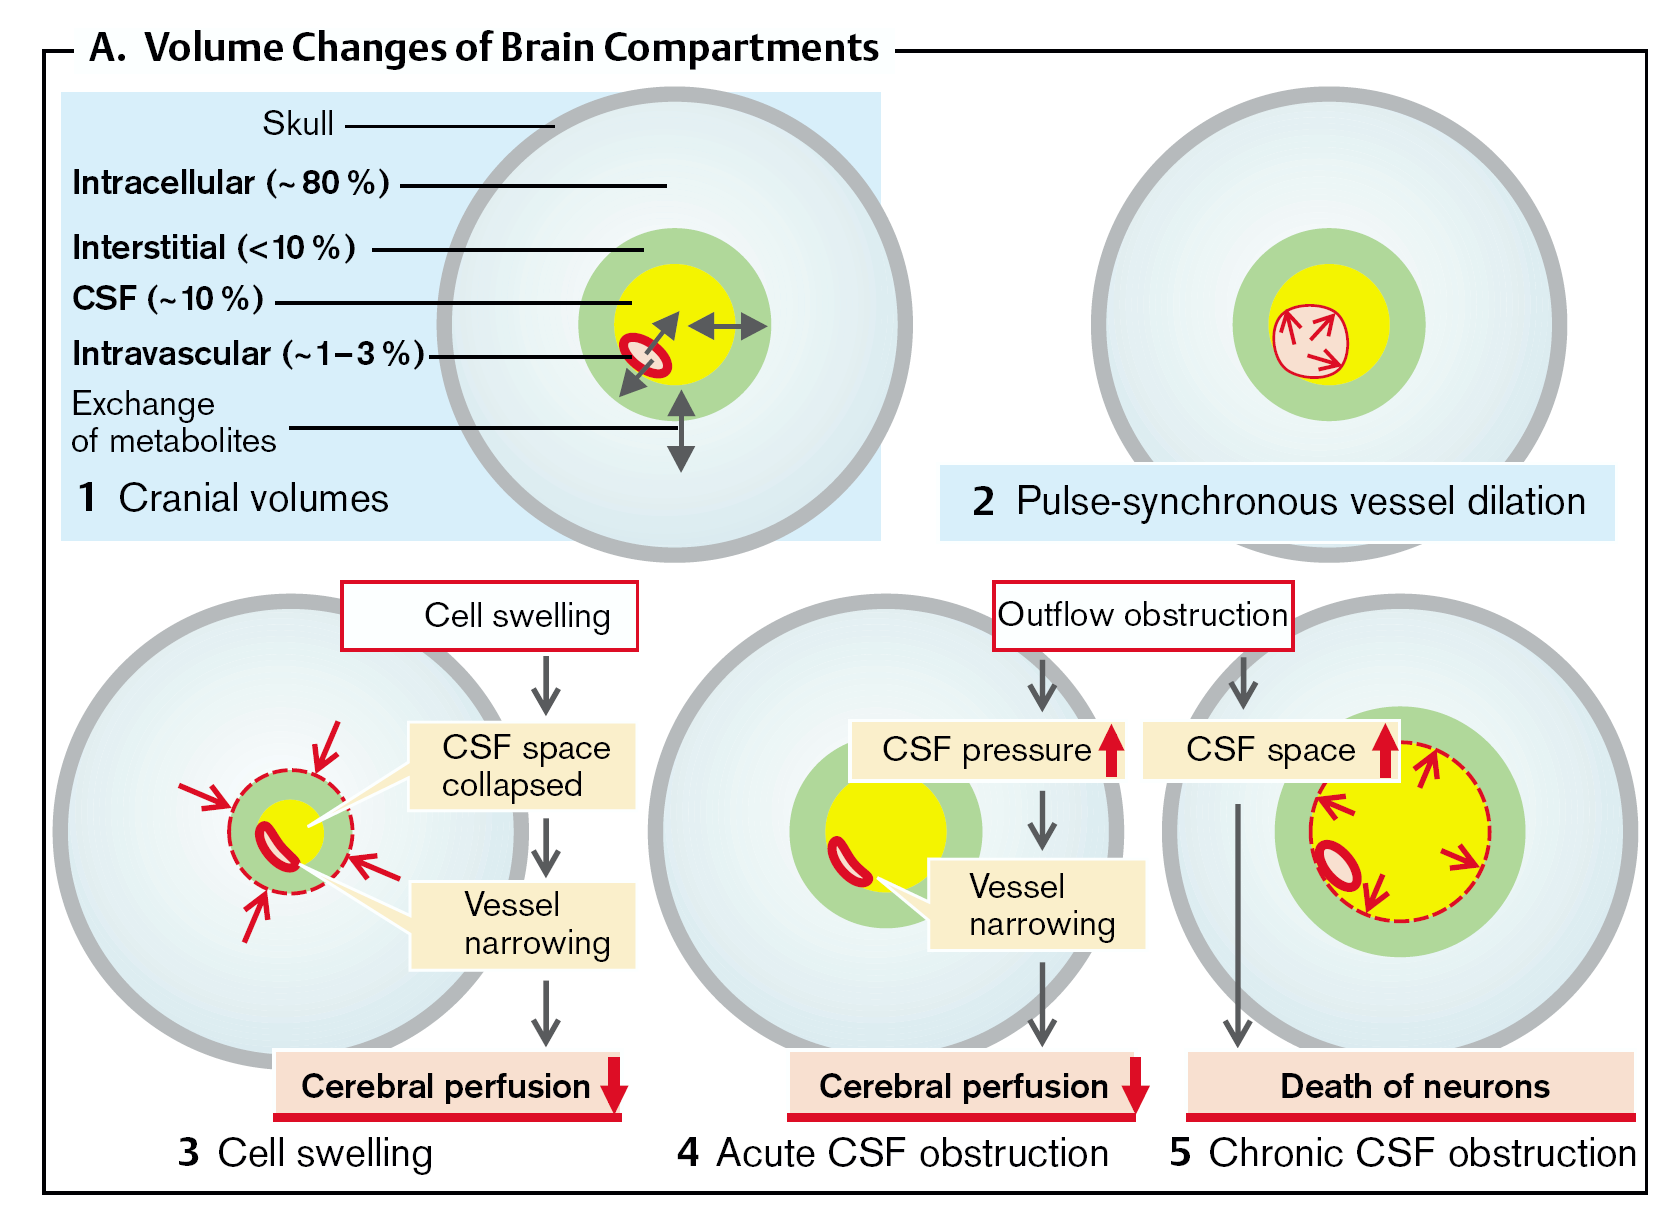 A. Volume Changes of Brain Compartments
Skull
Intracellular (~ 80 %)
Interstitial (<10 %)
CSF (~10 %)
Intravascular (~1–3 %)
Exchange
of metabolites
1 Cranial volumes
2 Pulse-synchronous vessel dilation
Cell swelling
CSF space
collapsed
Vessel
narrowing
Cerebral perfusion
3 Cell swelling
Outflow obstruction
CSF pressure
Vessel
narrowing
Cerebral perfusion
4 Acute CSF obstruction
CSF space
Death of neurons
5 Chronic CSF obstruction